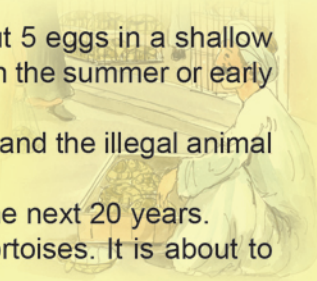 5 eggs in a shallow
the summer or early
and the illegal animal
next 20 years.
It is about to